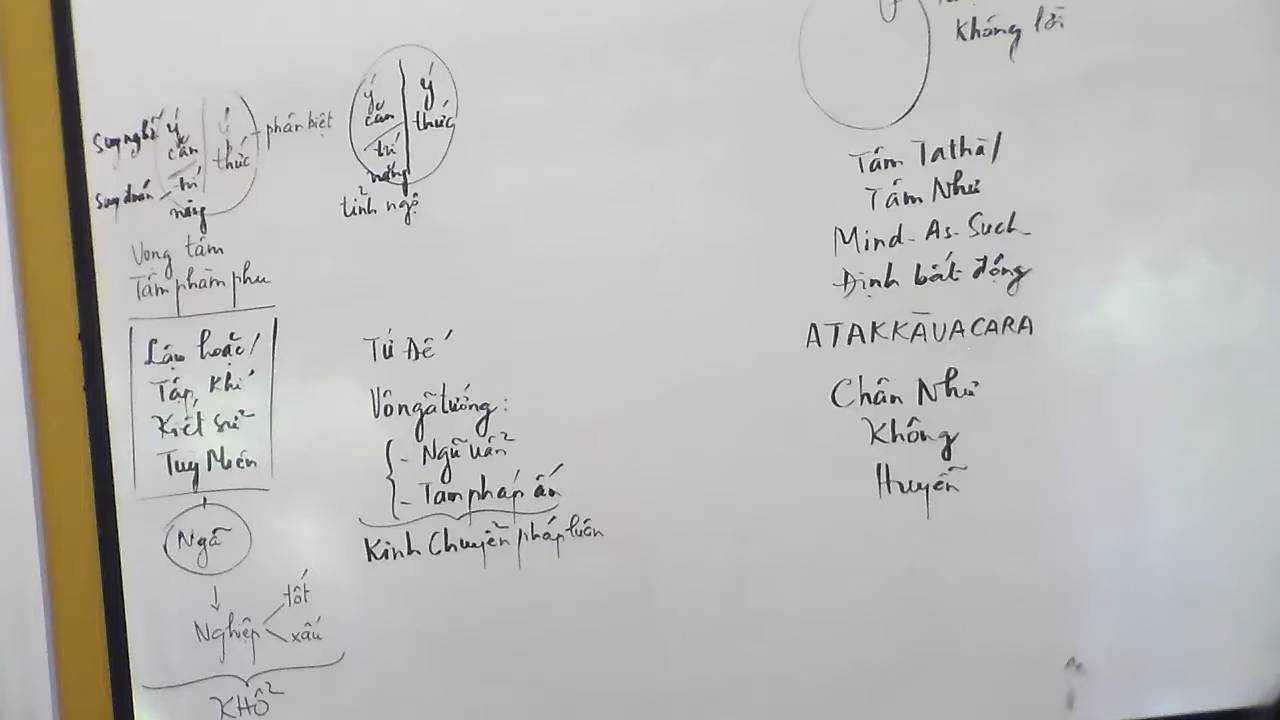 Suy nghĩ
ý căn
trí năng
Suy đoán
ý thức
phân biệt
Vọng tâm
Tâm phàm phu
Lậu hoặc/
Tập khí
Kiết sử
Tuỳ Miên
Ngã
Nghiệp
tốt
xấu
KHỔ
ý căn
trí năng
ý thức
tỉnh ngộ
Tứ Đế
Vô ngã tướng:
- Ngũ uẩn
- Tam pháp ấn
Kinh Chuyển pháp luân
Không lời
Tâm Tathā/
Tâm Như
Mind-As-Such
Định bất động
ATAKKĀVACARA
Chân Như
Không
Huyễn